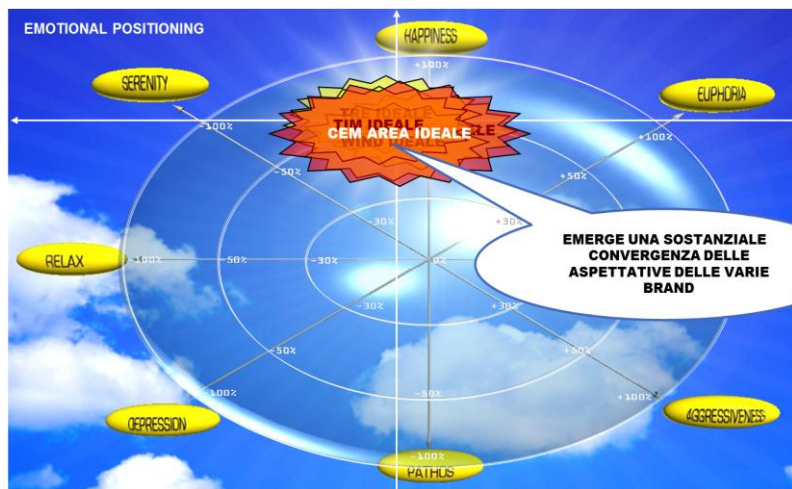 EMOTIONAL POSITIONING
HAPPINESS
+100%
SERENITY
EUPHORIA
-100%
+100%
TRE IDEALE
TIM IDEALE
CEM AREA IDEALE
WIND IDEALE
-50%
+50%
-30%
+30%
EMERGE UNA SOSTANZIALE
CONVERGENZA DELLE
ASPETTATIVE DELLE VARIE
BRAND
RELAX
-100%
-50%
-30%
0%
-30%
+30%
-50%
+50%
-100%
-50%
+100%
DEPRESSION
AGGRESSIVENESS
-100%
PATHOS